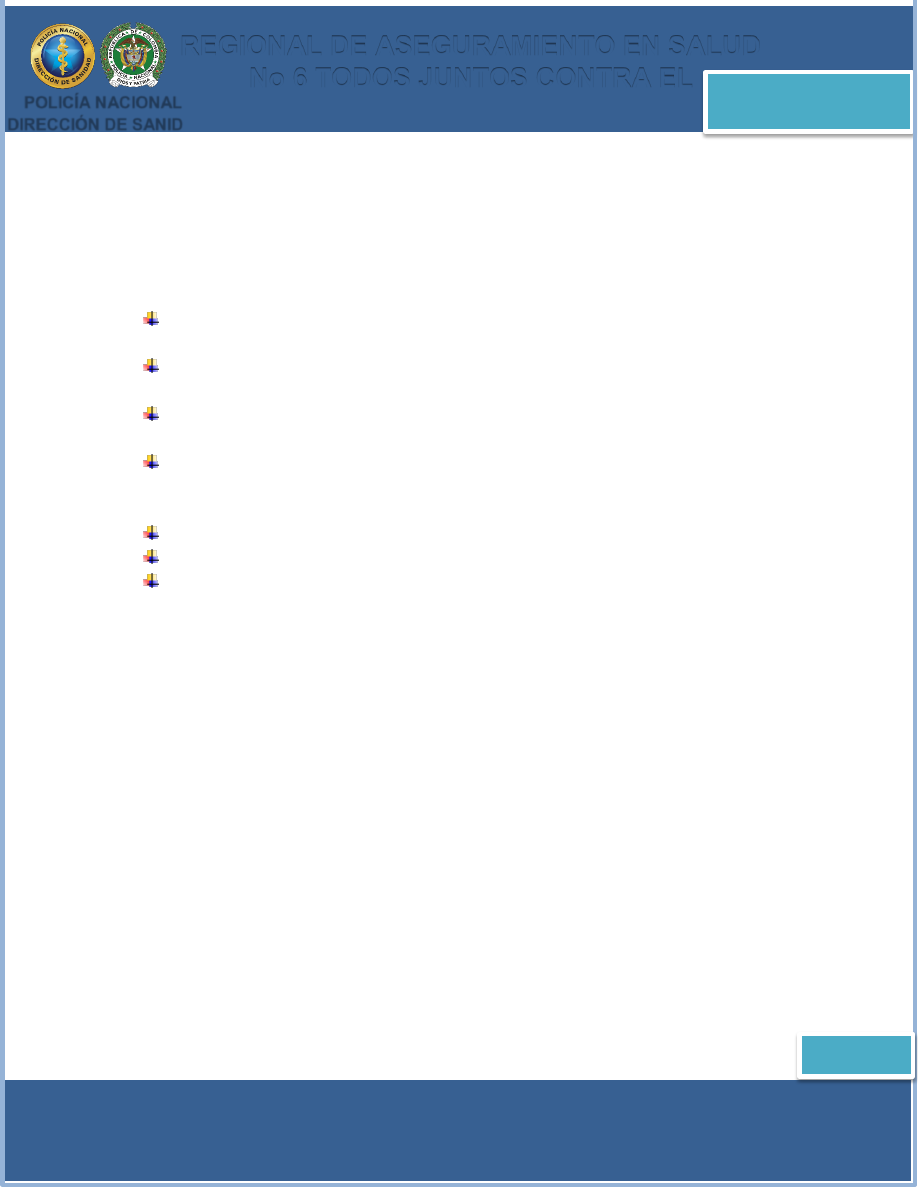 REGIONAL DE ASEGURAMIENTO EN SALUD
No 6 TODOS JUNTOS CONTRA EL
POLICÍA NACIONAL
DIRECCIÓN DE SANIDAD
REPÚBLICA DE COLOMBIA
POLICÍA NACIONAL
DIOS Y PATRIA
POLICÍA NACIONAL
DIRECCIÓN DE SANID